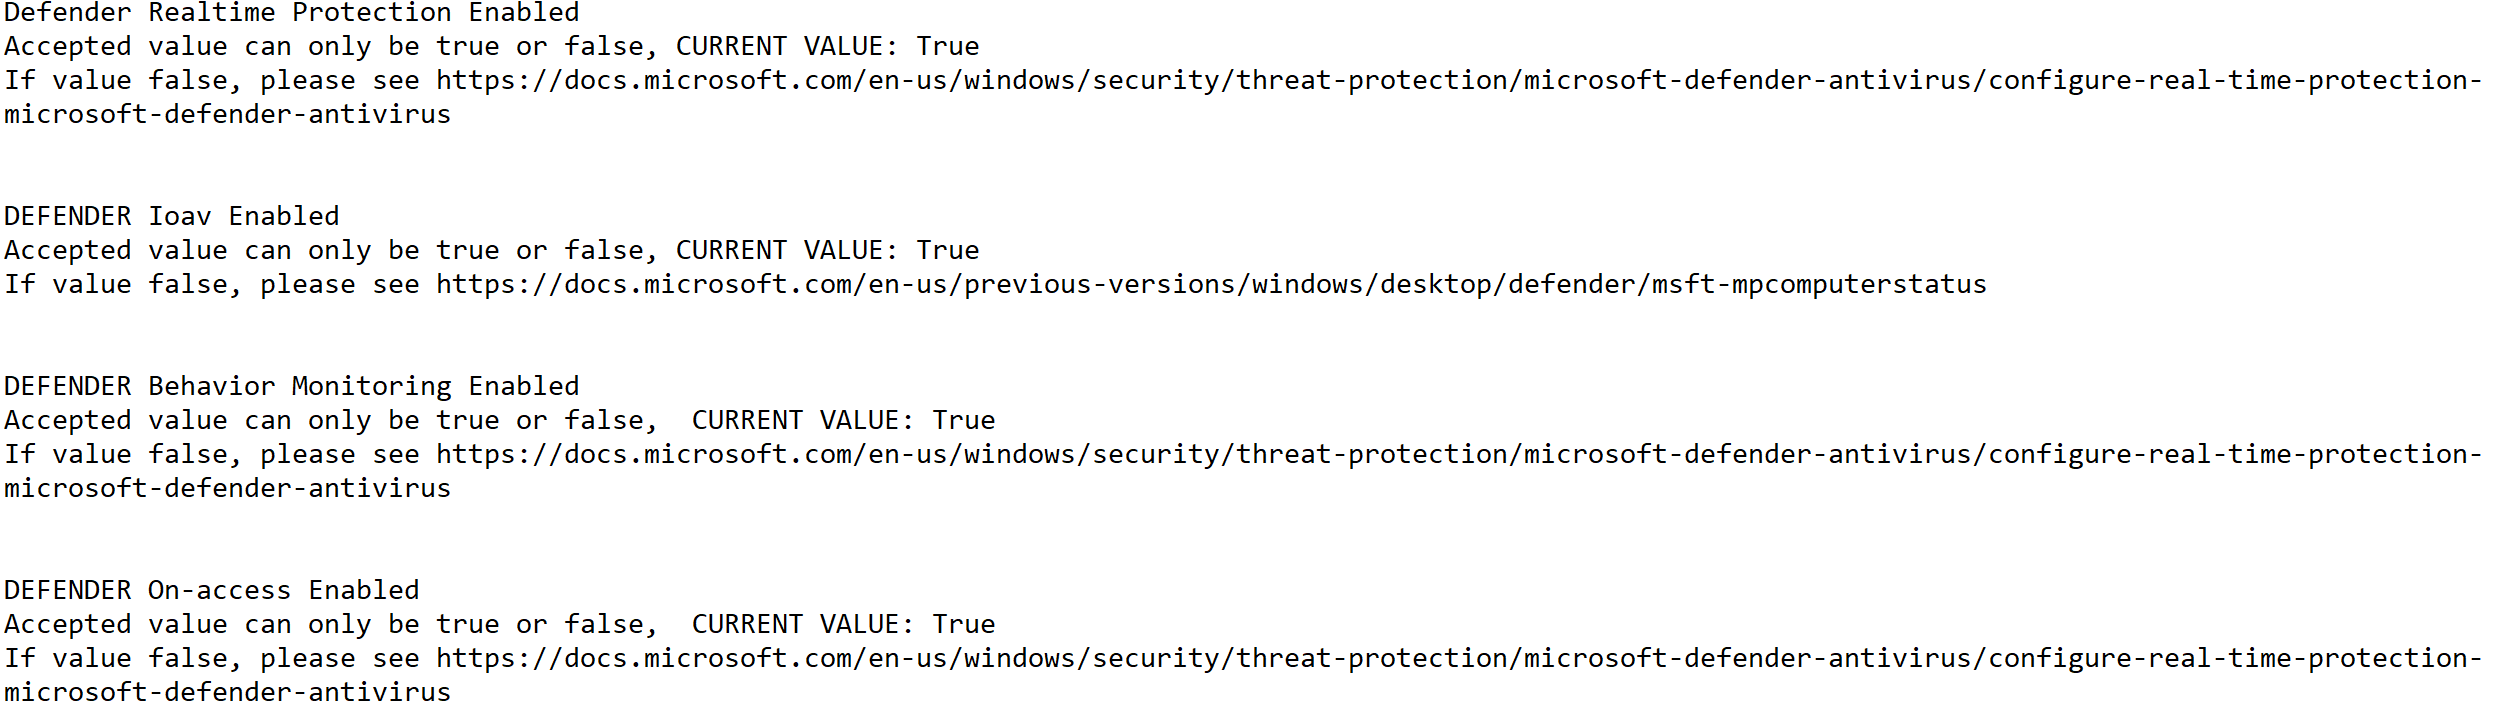 Defender Realtime Protection Enabled
Accepted value can only be true or false, CURRENT VALUE: True
If value false, please see https://docs.microsoft.com/en-us/windows/security/threat-protection/microsoft-defender-antivirus/configure-real-time-protection-
microsoft-defender-antivirus
DEFENDER Ioav Enabled
Accepted value can only be true or false, CURRENT VALUE: True
If value false, please see https://docs.microsoft.com/en-us/previous-versions/windows/desktop/defender/msft-mpcomputerstatus
DEFENDER Behavior Monitoring Enabled
Accepted value can only be true or false,  CURRENT VALUE: True
If value false, please see https://docs.microsoft.com/en-us/windows/security/threat-protection/microsoft-defender-antivirus/configure-real-time-protection-
microsoft-defender-antivirus
DEFENDER On-access Enabled
Accepted value can only be true or false,  CURRENT VALUE: True
If value false, please see https://docs.microsoft.com/en-us/windows/security/threat-protection/microsoft-defender-antivirus/configure-real-time-protection-
microsoft-defender-antivirus